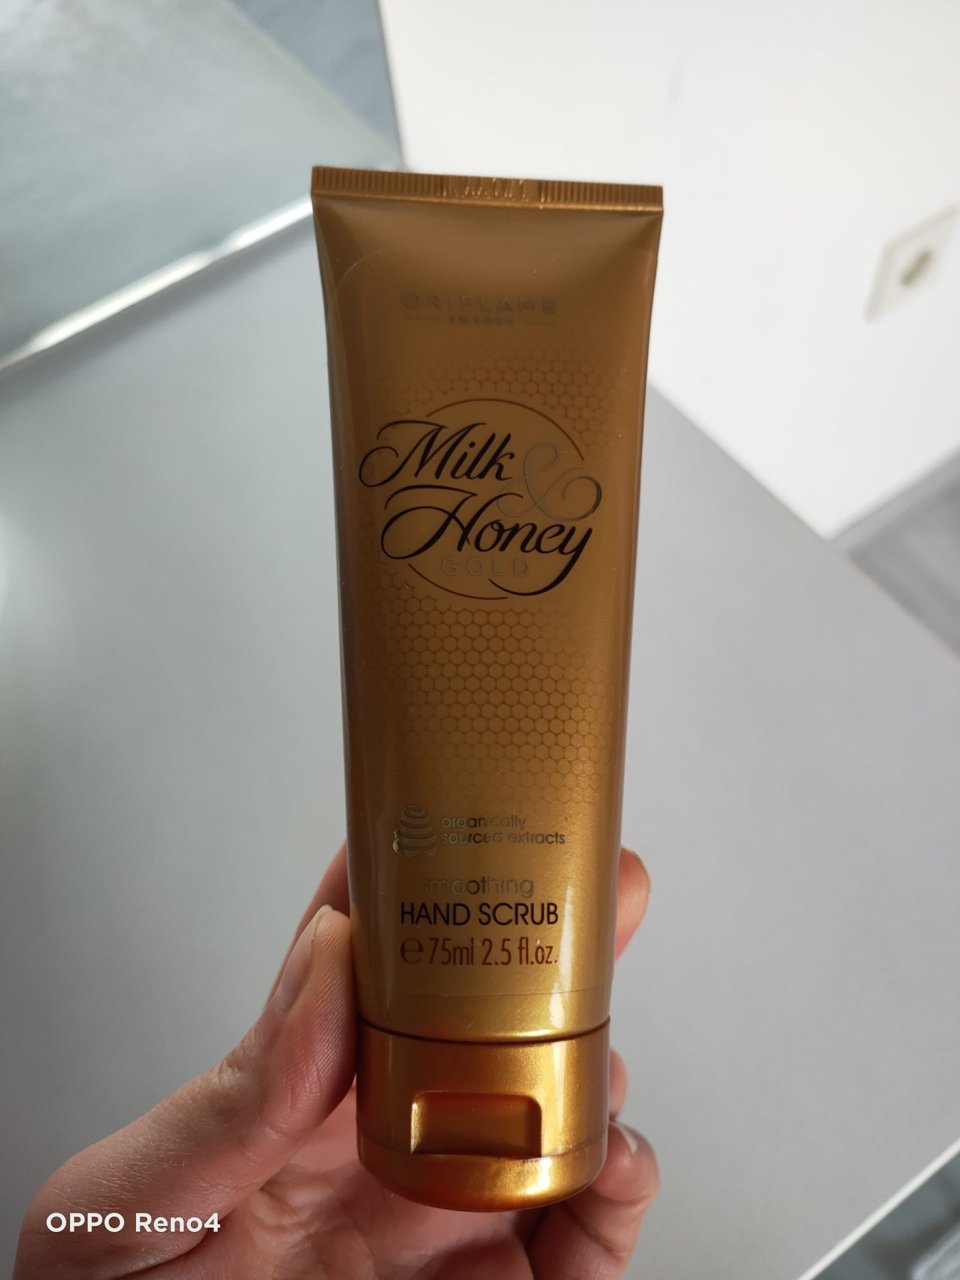 ORIFLAME
SWEDEN
Milk &
Honey
GOLD
organically
sourced extracts
smoothing
HAND SCRUB
e 75ml 2.5 fl.oz.
OPPO Reno4